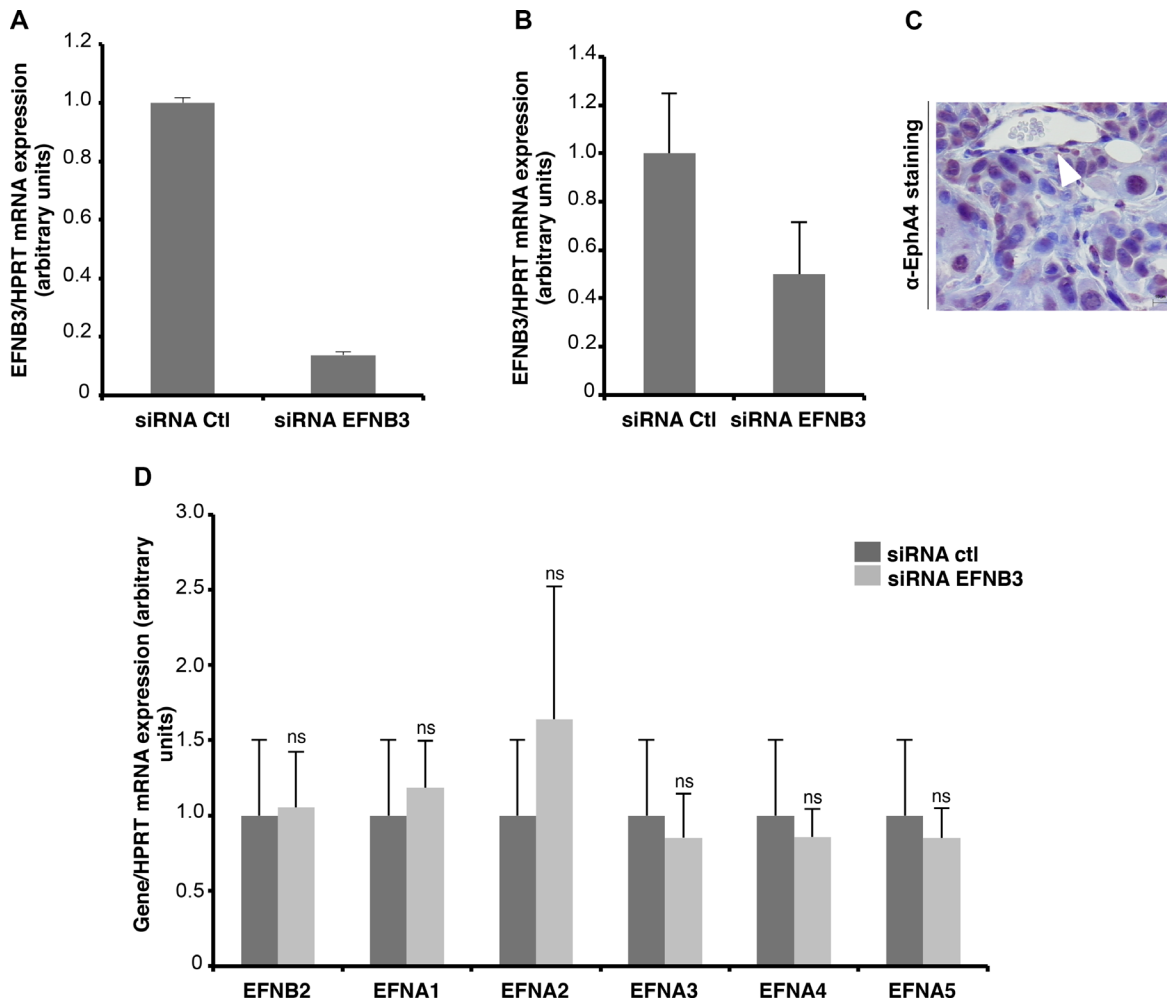 A
EFNB3/HPRT mRNA expression
(arbitrary units)
1.2
1.0
0.8
0.6
0.4
0.2
0
siRNA Ctl
siRNA EFNB3
B
EFNB3/HPRT mRNA expression
(arbitrary units)
1.4
1.2
1.0
0.8
0.6
0.4
0.2
0
siRNA Ctl
siRNA EFNB3
C
α-EphA4 staining
D
Gene/HPRT mRNA expression (arbitrary
units)
3.0
2.5
2.0
1.5
1.0
0.5
0
ns
ns
ns
ns
ns
ns
siRNA ctl
siRNA EFNB3
EFNB2
EFNA1
EFNA2
EFNA3
EFNA4
EFNA5